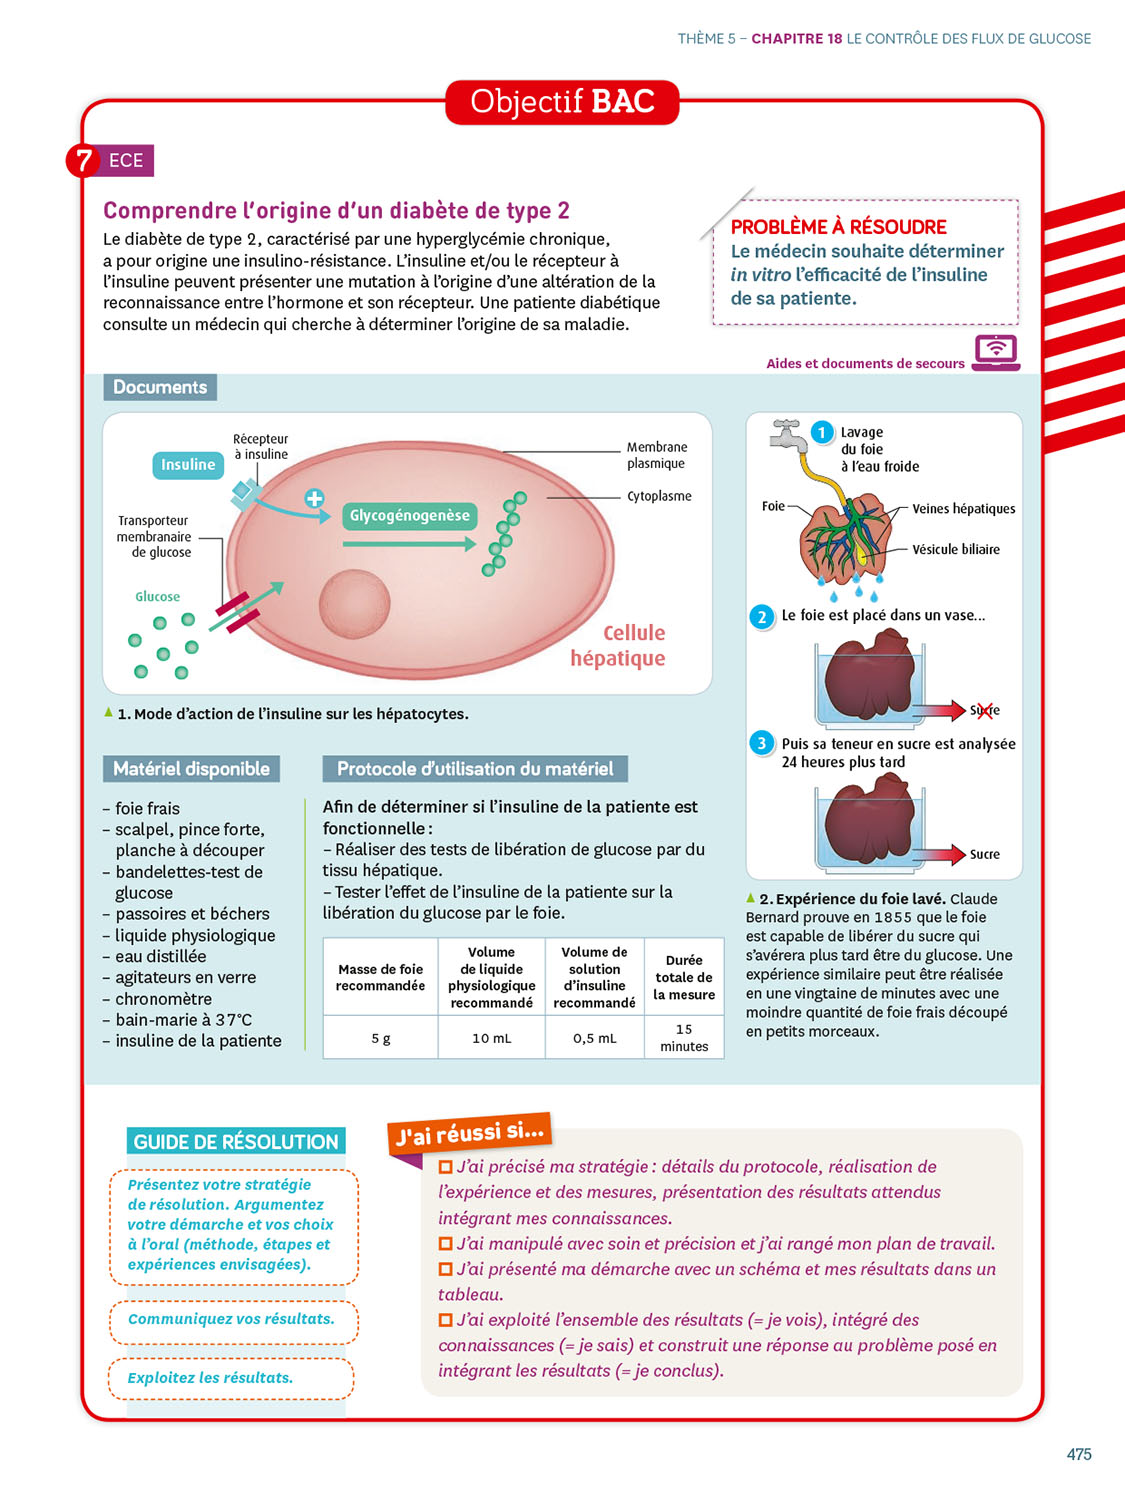 THÈME 5 – CHAPITRE 18 LE CONTRÔLE DES FLUX DE GLUCOSE
Objectif BAC
7 ECE
Comprendre l'origine d'un diabète de type 2
Le diabète de type 2, caractérisé par une hyperglycémie chronique,
a pour origine une insulino-résistance. L'insuline et/ou le récepteur à
l'insuline peuvent présenter une mutation à l'origine d'une altération de la
reconnaissance entre l'hormone et son récepteur. Une patiente diabétique
consulte un médecin qui cherche à déterminer l'origine de sa maladie.
PROBLÈME À RÉSOUDRE
Le médecin souhaite déterminer
in vitro l'efficacité de l'insuline
de sa patiente.
Aides et documents de secours
Documents
Récepteur
à insuline
Insuline
Membrane
plasmique
Cytoplasme
Glycogénogenèse
Transporteur
membranaire
de glucose
Glucose
Cellule
hépatique
1. Mode d'action de l'insuline sur les hépatocytes.
1 Lavage
du foie
à l'eau froide
Foie
Veines hépatiques
Vésicule biliaire
2 Le foie est placé dans un vase...
Sucre
3 Puis sa teneur en sucre est analysée
24 heures plus tard
Sucre
2. Expérience du foie lavé. Claude
Bernard prouve en 1855 que le foie
est capable de libérer du sucre qui
s'avérera plus tard être du glucose. Une
expérience similaire peut être réalisée
en une vingtaine de minutes avec une
moindre quantité de foie frais découpé
en petits morceaux.
Matériel disponible
– foie frais
– scalpel, pince forte,
planche à découper
– bandelettes-test de
glucose
– passoires et béchers
– liquide physiologique
– eau distillée
– agitateurs en verre
– chronomètre
– bain-marie à 37°C
– insuline de la patiente
Protocole d'utilisation du matériel
Afin de déterminer si l'insuline de la patiente est
fonctionnelle :
– Réaliser des tests de libération de glucose par du
tissu hépatique.
– Tester l'effet de l'insuline de la patiente sur la
libération du glucose par le foie.
Masse de foie
recommandée
Volume
de liquide
physiologique
recommandé
Volume de
solution
d'insuline
recommandé
Durée
totale de
la mesure
5 g
10 mL
0,5 mL
15
minutes
GUIDE DE RÉSOLUTION
Présentez votre stratégie
de résolution. Argumentez
votre démarche et vos choix
à l'oral (méthode, étapes et
expériences envisagées).
Communiquez vos résultats.
Exploitez les résultats.
J'ai réussi si...
J'ai précisé ma stratégie : détails du protocole, réalisation de
l'expérience et des mesures, présentation des résultats attendus
intégrant mes connaissances.
J'ai manipulé avec soin et précision et j'ai rangé mon plan de travail.
J'ai présenté ma démarche avec un schéma et mes résultats dans un
tableau.
J'ai exploité l'ensemble des résultats (= je vois), intégré des
connaissances (= je sais) et construit une réponse au problème posé en
intégrant les résultats (= je conclus).
475